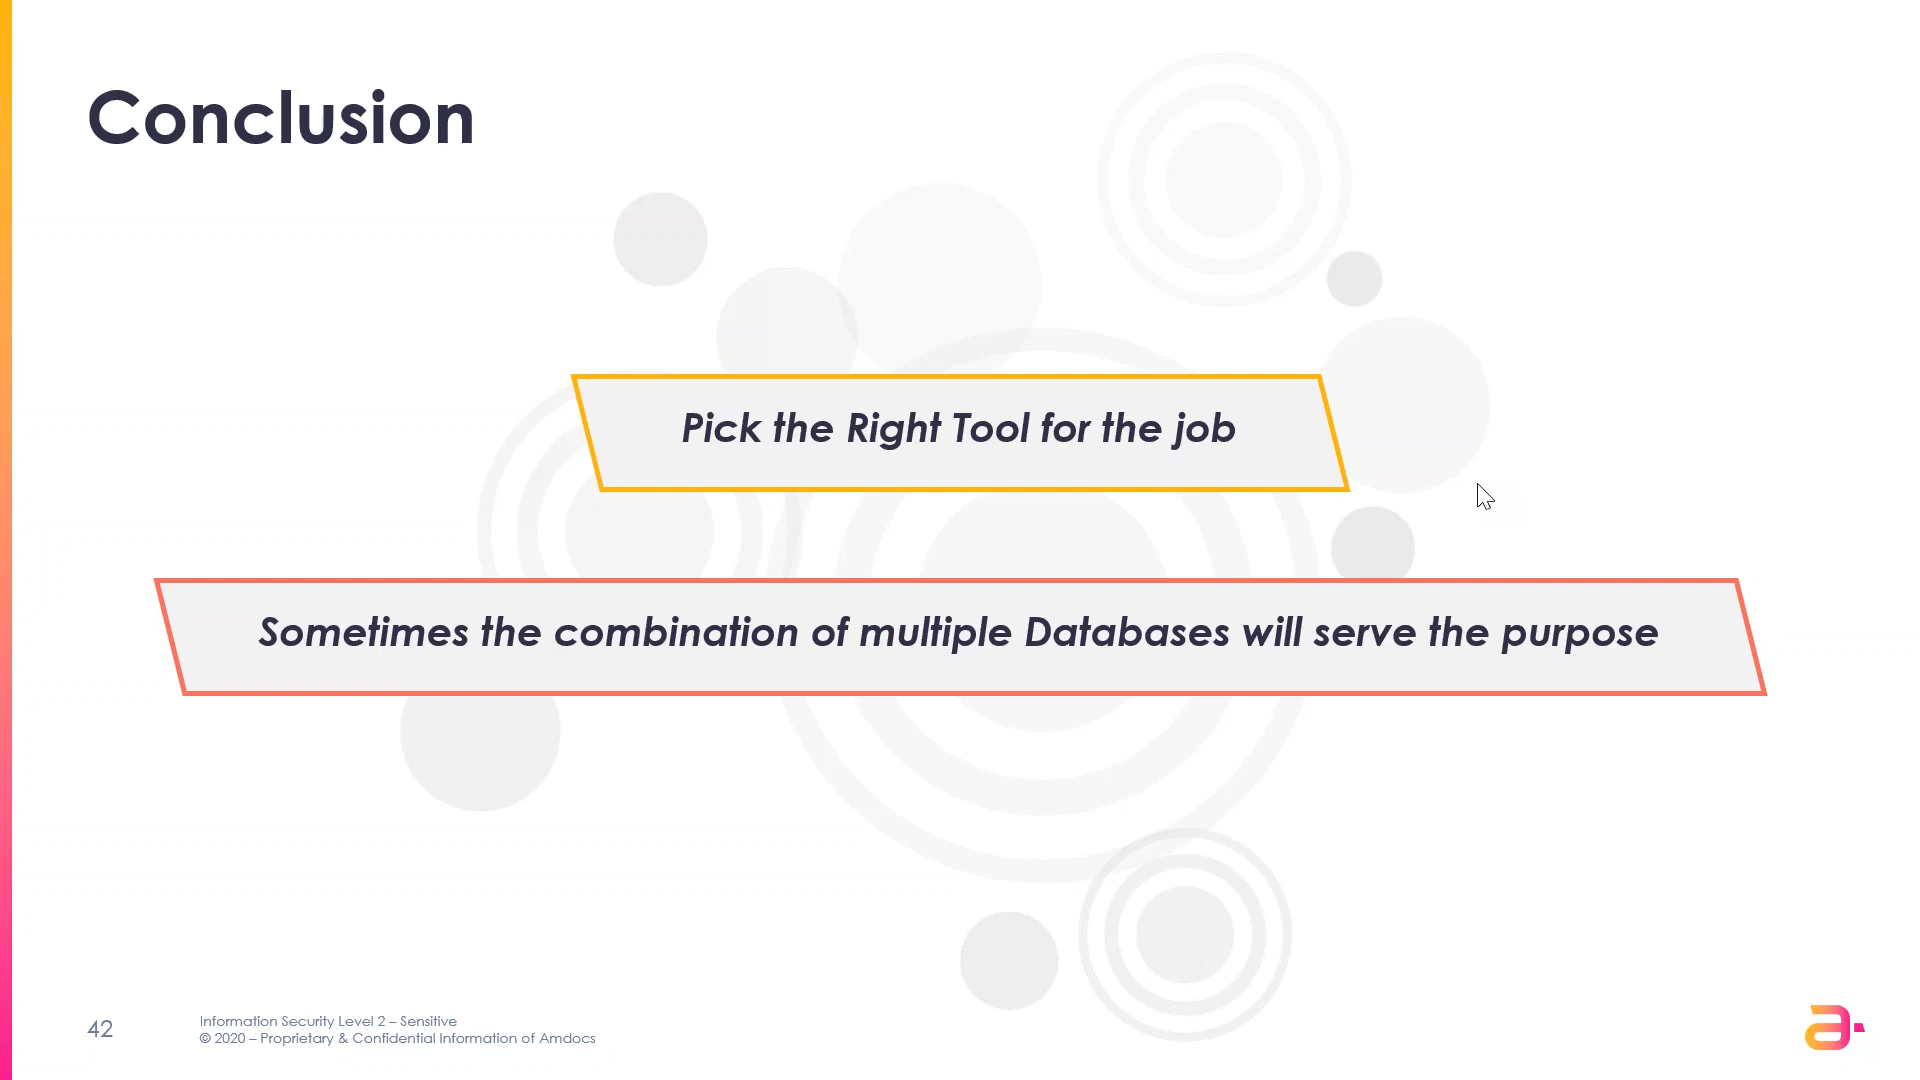 Conclusion
Pick the Right Tool for the job
Sometimes the combination of multiple Databases will serve the purpose
42
Information Security Level 2 – Sensitive
© 2020 – Proprietary & Confidential Information of Amdocs
a